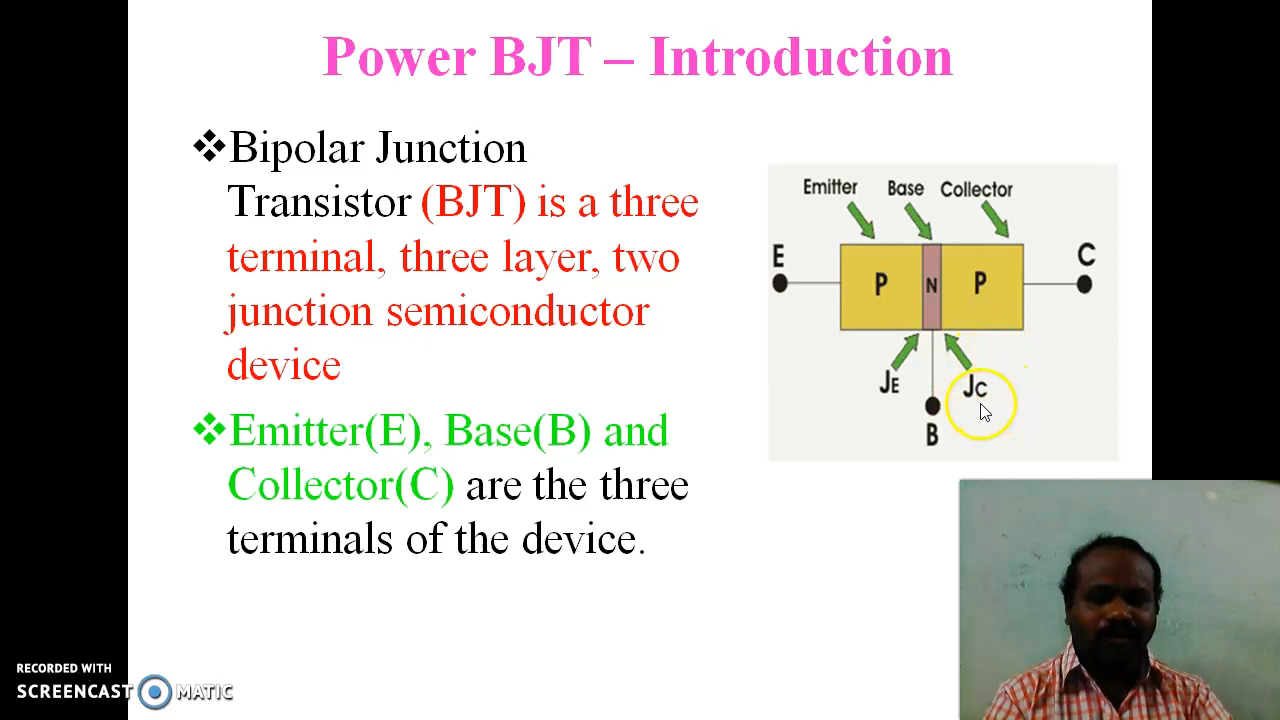 Power BJT – Introduction
❖Bipolar Junction
Transistor (BJT) is a three
terminal, three layer, two
junction semiconductor
device
❖Emitter(E), Base(B) and
Collector(C) are the three
terminals of the device.
Emitter Base Collector
E C
P N P
JE JC
B
RECORDED WITH
SCREENCAST MATIC